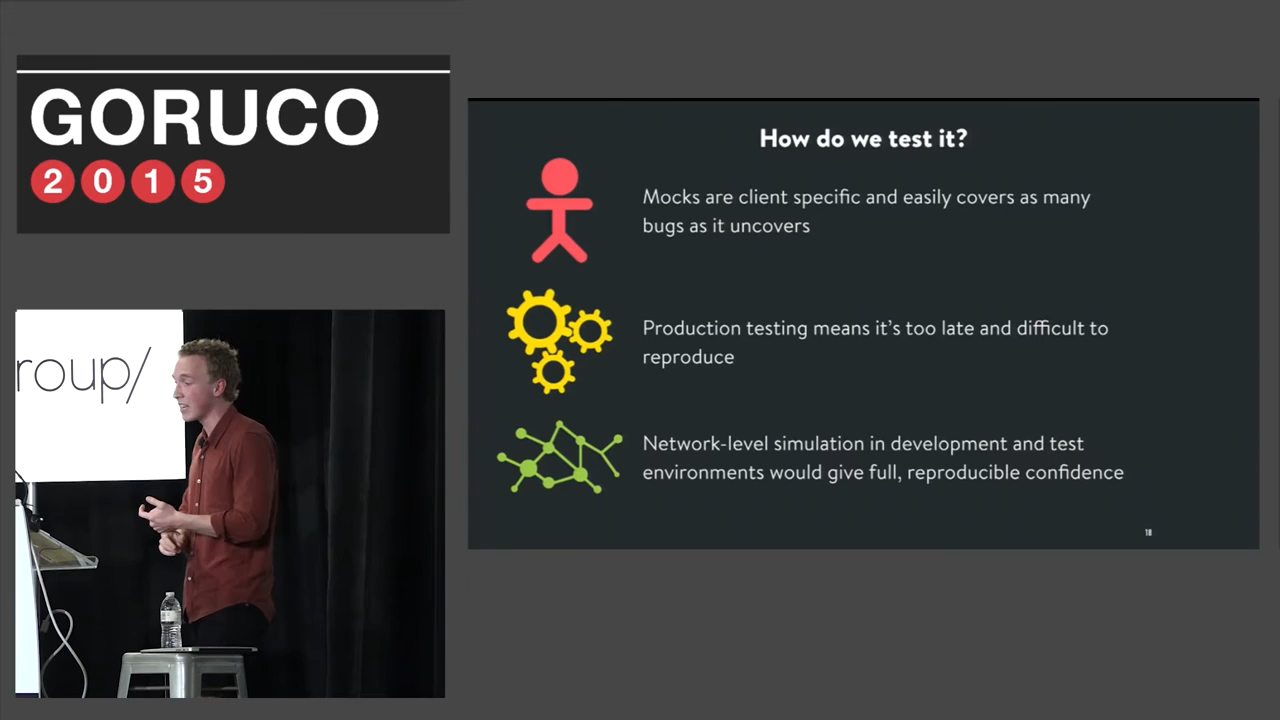 GORUCO
2 0 1 5
roup/
How do we test it?
Mocks are client specific and easily covers as many
bugs as it uncovers
Production testing means it's too late and difficult to
reproduce
Network-level simulation in development and test
environments would give full, reproducible confidence
18